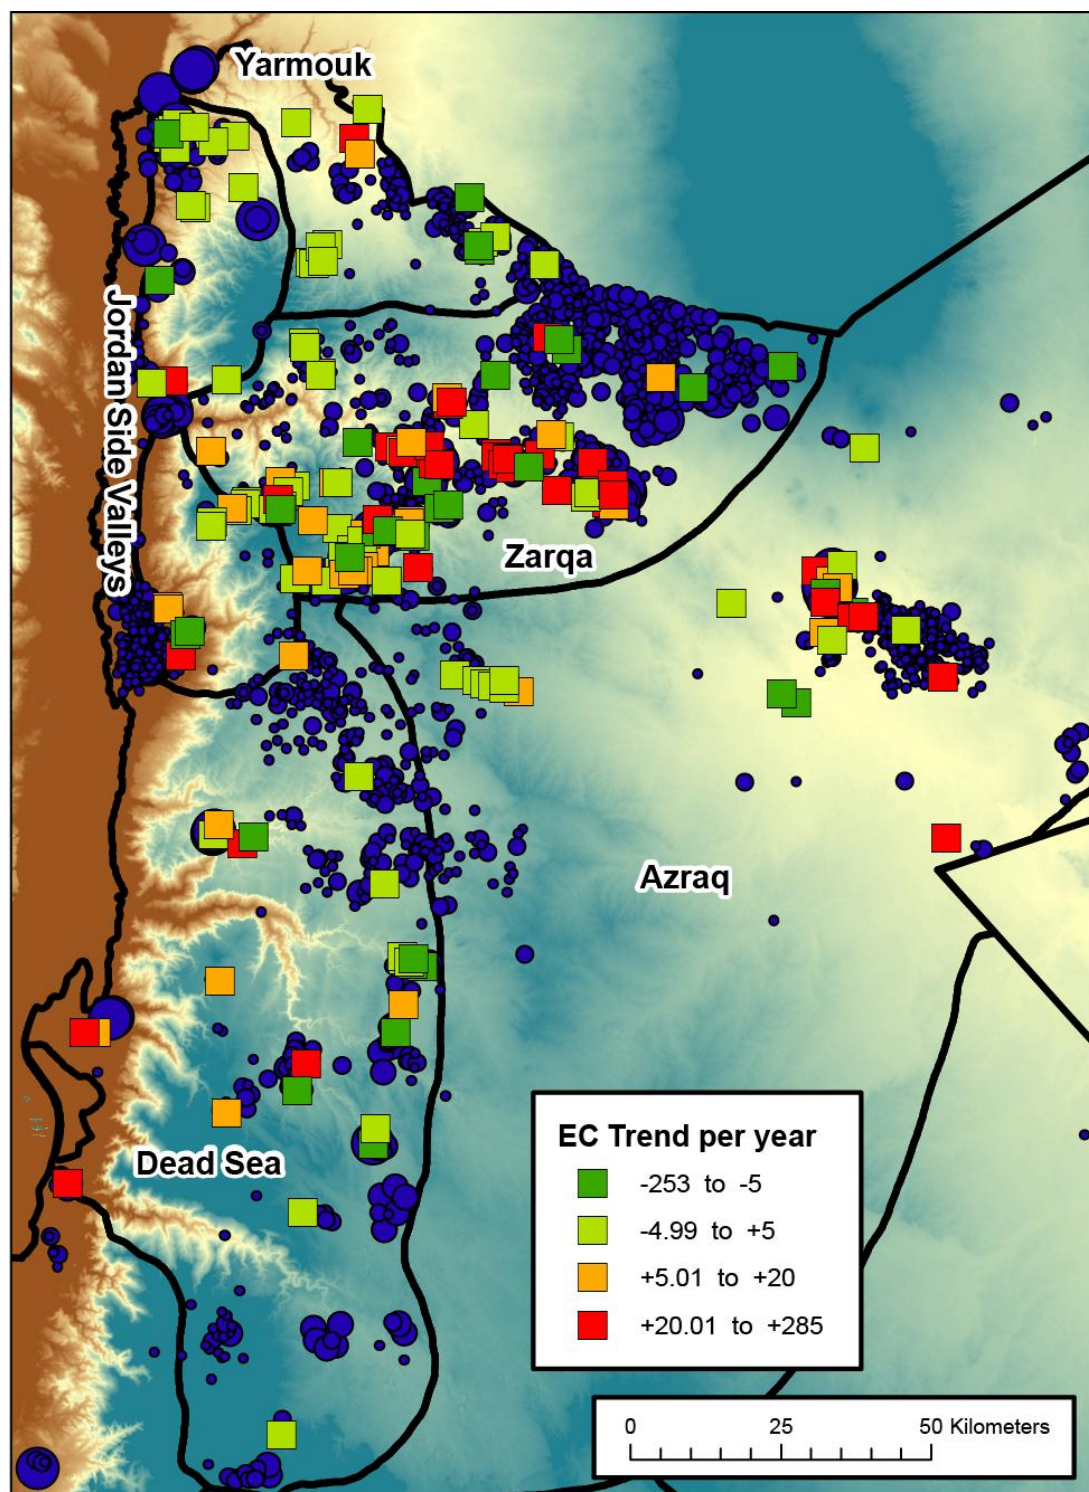 Yarmouk
Jordan Side Valleys
Zarqa
Azraq
Dead Sea
EC Trend per year
-253 to -5
-4.99 to +5
+5.01 to +20
+20.01 to +285
0 25 50 Kilometers